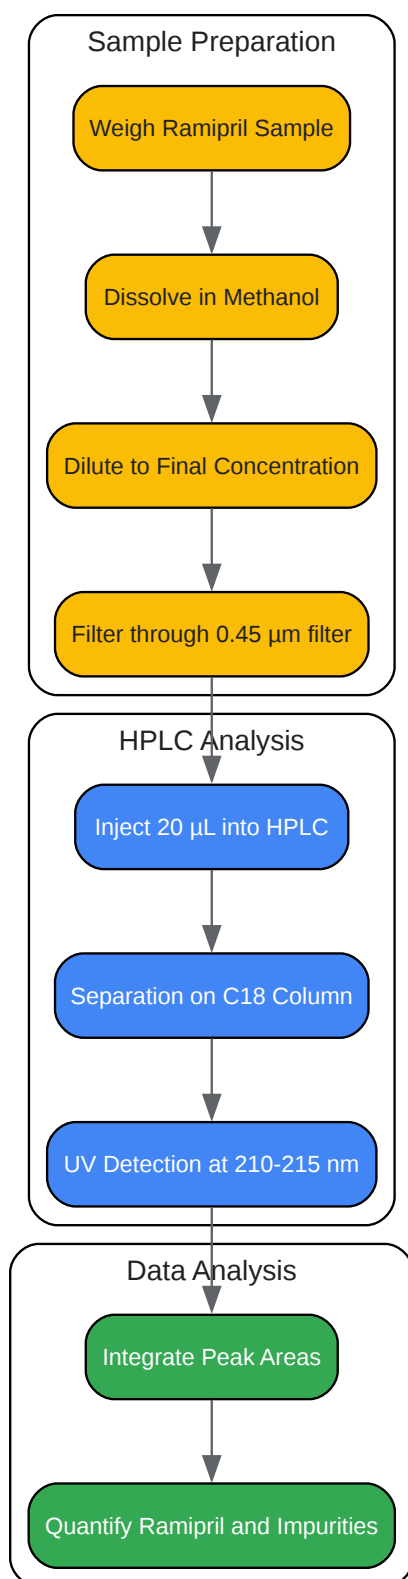 Sample Preparation
Weigh Ramipril Sample
Dissolve in Methanol
Dilute to Final Concentration
Filter through 0.45 µm filter
HPLC Analysis
Inject 20 µL into HPLC
Separation on C18 Column
UV Detection at 210-215 nm
Data Analysis
Integrate Peak Areas
Quantify Ramipril and Impurities